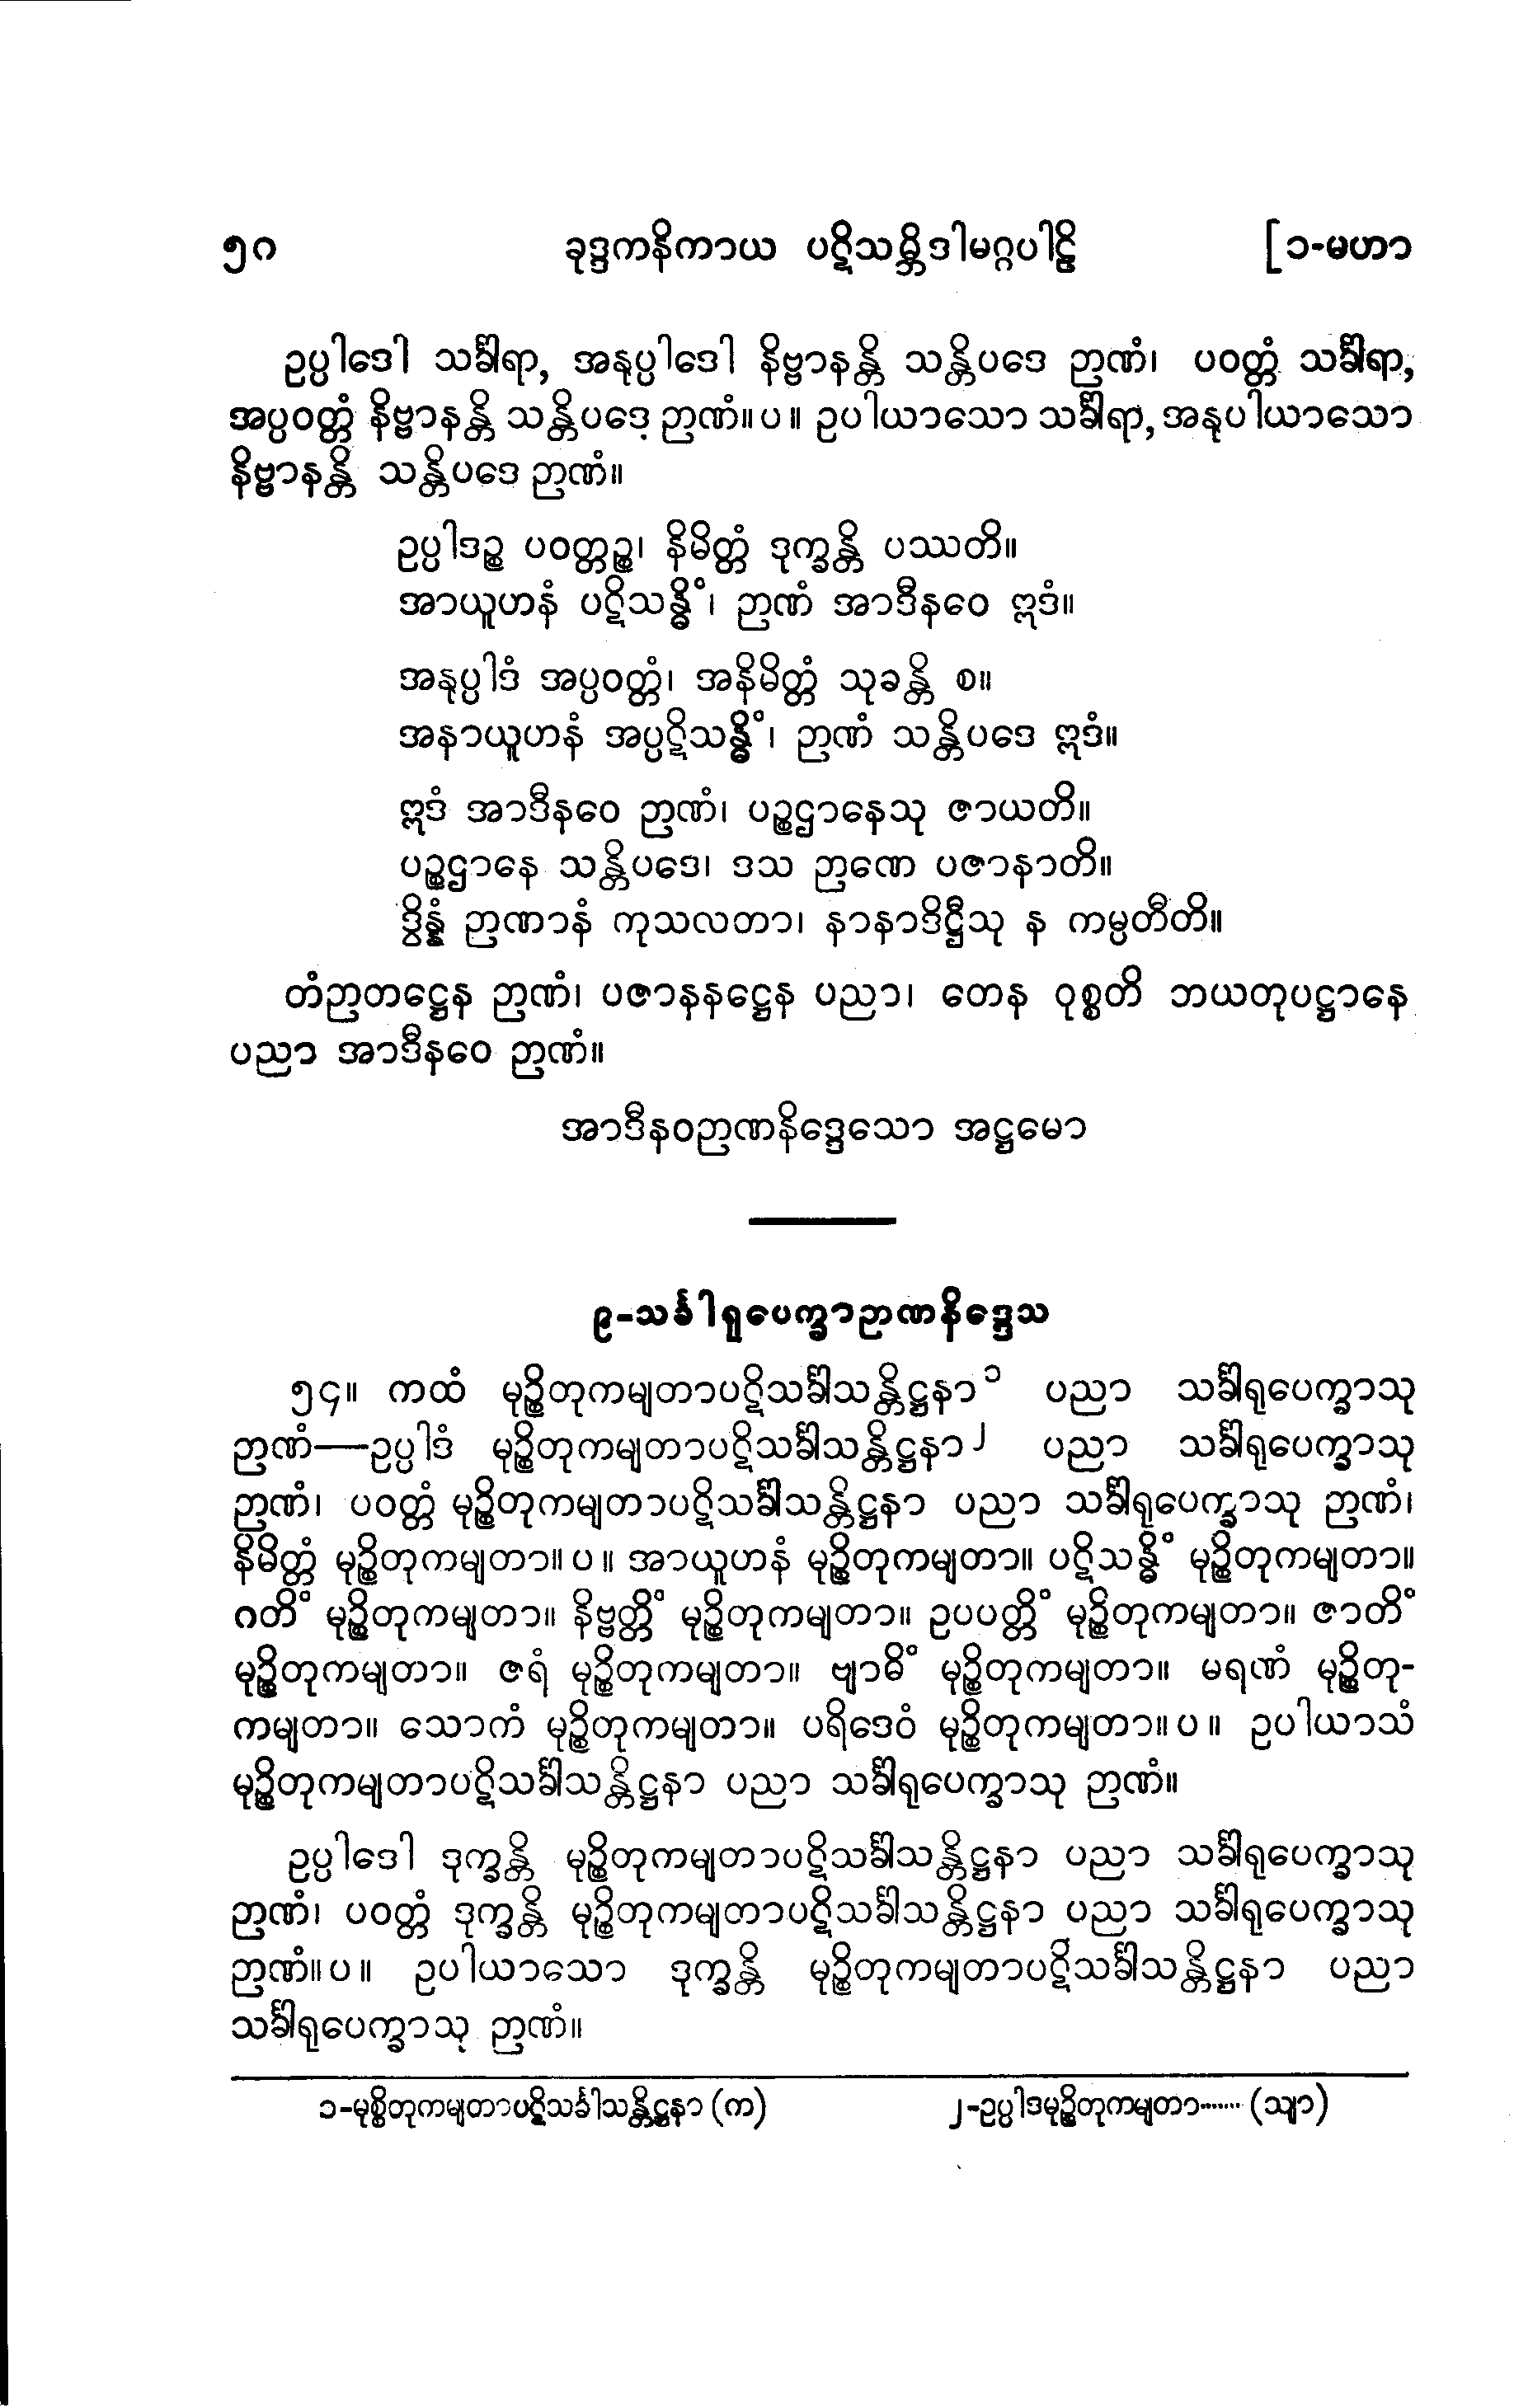 ၅၈ ခုဒ္ဒကနိကာယ ပဋိသမ္ဘိဒါမဂ္ဂပါဠိ [၁-မဟာ
ဥပ္ပါဒေါ သင်္ခါရာ, အနုပ္ပါဒေါ နိဗ္ဗာနန္တိ သန္တိပဒေ ဉာဏံ၊ ပဝတ္တံ သင်္ခါရာ,
အပ္ပဝတ္တံ နိဗ္ဗာနန္တိ သန္တိပဒေ ဉာဏံ။ပ။ ဥပါယာသော သင်္ခါရာ, အနုပါယာသော
နိဗ္ဗာနန္တိ သန္တိပဒေ ဉာဏံ။
ဥပ္ပါဒဉ္စ ပဝတ္တဉ္စ၊ နိမိတ္တံ ဒုက္ခန္တိ ပဿတိ။
အာယူဟနံ ပဋိသန္ဓိံ၊ ဉာဏံ အာဒီနဝေ ဣဒံ။
အနုပ္ပါဒံ အပ္ပဝတ္တံ၊ အနိမိတ္တံ သုခန္တိ စ။
အနာယူဟနံ အပ္ပဋိသန္ဓိံ၊ ဉာဏံ သန္တိပဒေ ဣဒံ။
ဣဒံ အာဒီနဝေ ဉာဏံ၊ ပဉ္စဌာနေသု ဇာယတိ။
ပဉ္စဌာနေ သန္တိပဒေ၊ ဒသ ဉာဏေ ပဇာနာတိ။
ဒွိန္နံ ဉာဏာနံ ကုသလတာ၊ နာနာဒိဋ္ဌီသု န ကမ္ပတီတိ။
တံဉာတဋ္ဌေန ဉာဏံ၊ ပဇာနနဋ္ဌေန ပညာ၊ တေန ဝုစ္စတိ ဘယတုပဋ္ဌာနေ
ပညာ အာဒီနဝေ ဉာဏံ။
အာဒီနဝဉာဏနိဒ္ဒေသော အဋ္ဌမော
၉-သင်္ခါရုပေက္ခာဉာဏနိဒ္ဒေသ
၅၄။ ကထံ မုဉ္စိတုကမျတာပဋိသင်္ခါသန္တိဋ္ဌနာ၁ ပညာ သင်္ခါရုပေက္ခာသု
ဉာဏံ—ဥပ္ပါဒံ မုဉ္စိတုကမျတာပဋိသင်္ခါသန္တိဋ္ဌနာ၂ ပညာ သင်္ခါရုပေက္ခာသု
ဉာဏံ၊ ပဝတ္တံ မုဉ္စိတုကမျတာပဋိသင်္ခါသန္တိဋ္ဌနာ ပညာ သင်္ခါရုပေက္ခာသု ဉာဏံ၊
နိမိတ္တံ မုဉ္စိတုကမျတာ။ပ။ အာယူဟနံ မုဉ္စိတုကမျတာ။ ပဋိသန္ဓိံ မုဉ္စိတုကမျတာ။
ဂတိံ မုဉ္စိတုကမျတာ။ နိဗ္ဗတ္တိံ မုဉ္စိတုကမျတာ။ ဥပပတ္တိံ မုဉ္စိတုကမျတာ။ ဇာတိံ
မုဉ္စိတုကမျတာ။ ဇရံ မုဉ္စိတုကမျတာ။ ဗျာဓိံ မုဉ္စိတုကမျတာ။ မရဏံ မုဉ္စိတု-
ကမျတာ။ သောကံ မုဉ္စိတုကမျတာ။ ပရိဒေဝံ မုဉ္စိတုကမျတာ။ပ။ ဥပါယာသံ
မုဉ္စိတုကမျတာပဋိသင်္ခါသန္တိဋ္ဌနာ ပညာ သင်္ခါရုပေက္ခာသု ဉာဏံ။
ဥပ္ပါဒေါ ဒုက္ခန္တိ မုဉ္စိတုကမျတာပဋိသင်္ခါသန္တိဋ္ဌနာ ပညာ သင်္ခါရုပေက္ခာသု
ဉာဏံ၊ ပဝတ္တံ ဒုက္ခန္တိ မုဉ္စိတုကမျတာပဋိသင်္ခါသန္တိဋ္ဌနာ ပညာ သင်္ခါရုပေက္ခာသု
ဉာဏံ။ပ။ ဥပါယာသော ဒုက္ခန္တိ မုဉ္စိတုကမျတာပဋိသင်္ခါသန္တိဋ္ဌနာ ပညာ
သင်္ခါရုပေက္ခာသု ဉာဏံ။
၁-မုစ္စိတုကမျတာပဋိသင်္ခါသန္တိဋ္ဌနာ (က) ၂-ဥပ္ပါဒမုဉ္စိတုကမျတာ······· (သျာ)